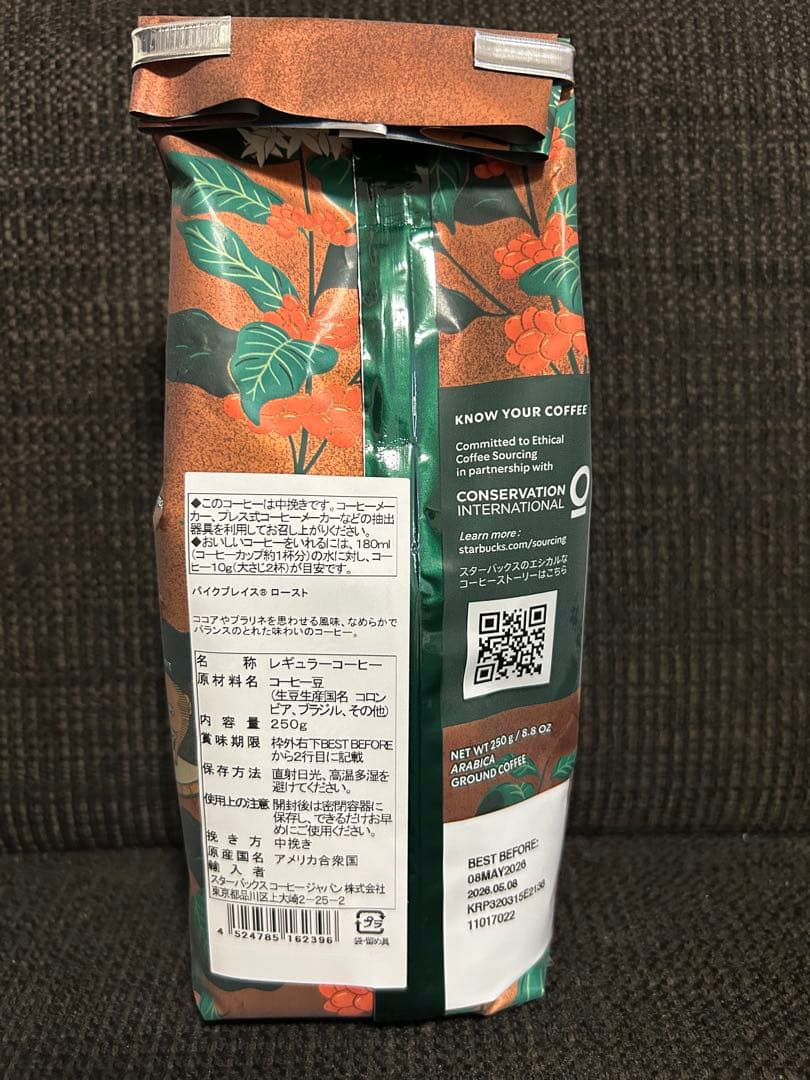 ◆このコーヒーは中挽きです。コーヒーメー
カー、プレス式コーヒーメーカーなどの抽出
器具を利用してお召し上がりください。
◆おいしいコーヒーをいれるには、180ml
(コーヒーカップ約1杯分)の水に対し、コー
ヒー10g(大さじ2杯)が目安です。
パイクプレイス® ロースト
ココアやプラリネを思わせる風味、なめらかで
バランスのとれた味わいのコーヒー。
名 称 レギュラーコーヒー
原材料名 コーヒー豆
(生豆生産国名 コロン
ビア、ブラジル、その他)
内容量 250g
賞味期限 枠外右下BEST BEFORE
から2行目に記載
保存方法 直射日光、高温多湿を
避けてください。
使用上の注意 開封後は密閉容器に
保存し、できるだけお早
めにご使用ください。
挽き方 中挽き
原産国名 アメリカ合衆国
輸入者
スターバックスコーヒージャパン株式会社
東京都品川区上大崎2-25-2
4 524785 162396
プラ
袋・留め具
KNOW YOUR COFFEE
Committed to Ethical
Coffee Sourcing
in partnership with
CONSERVATION
INTERNATIONAL
Learn more:
starbucks.com/sourcing
スターバックスのエシカルな
コーヒーストーリーはこちら
NET WT 250 g / 8.8 OZ
ARABICA
GROUND COFFEE
BEST BEFORE:
08MAY2026
2026.05.08
KRP320315E2138
11017022